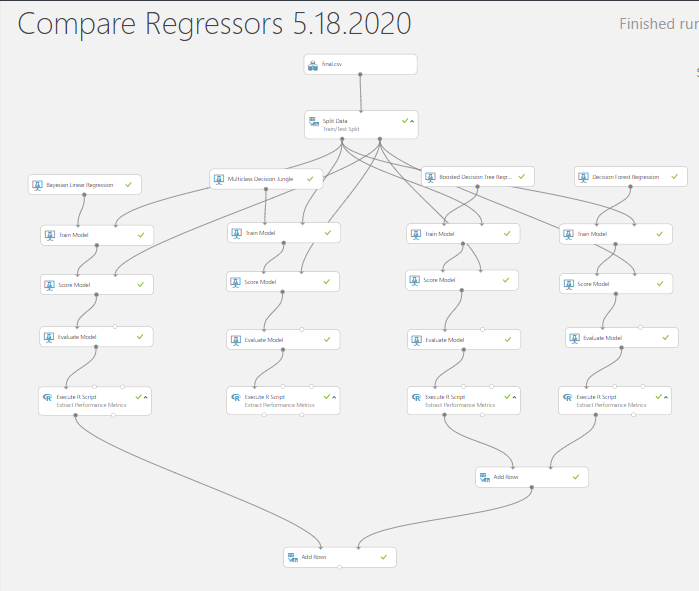 Compare Regressors 5.18.2020
Finished rur
final.csv
Split Data
Train/Test Split
Bayesian Linear Regression
Multiclass Decision Jungle
Boosted Decision Tree Regr...
Decision Forest Regression
Train Model
Train Model
Train Model
Train Model
Score Model
Score Model
Score Model
Score Model
Evaluate Model
Evaluate Model
Evaluate Model
Evaluate Model
Execute R Script
Extract Performance Metrics
Execute R Script
Extract Performance Metrics
Execute R Script
Extract Performance Metrics
Execute R Script
Extract Performance Metrics
Add Rows
Add Rows